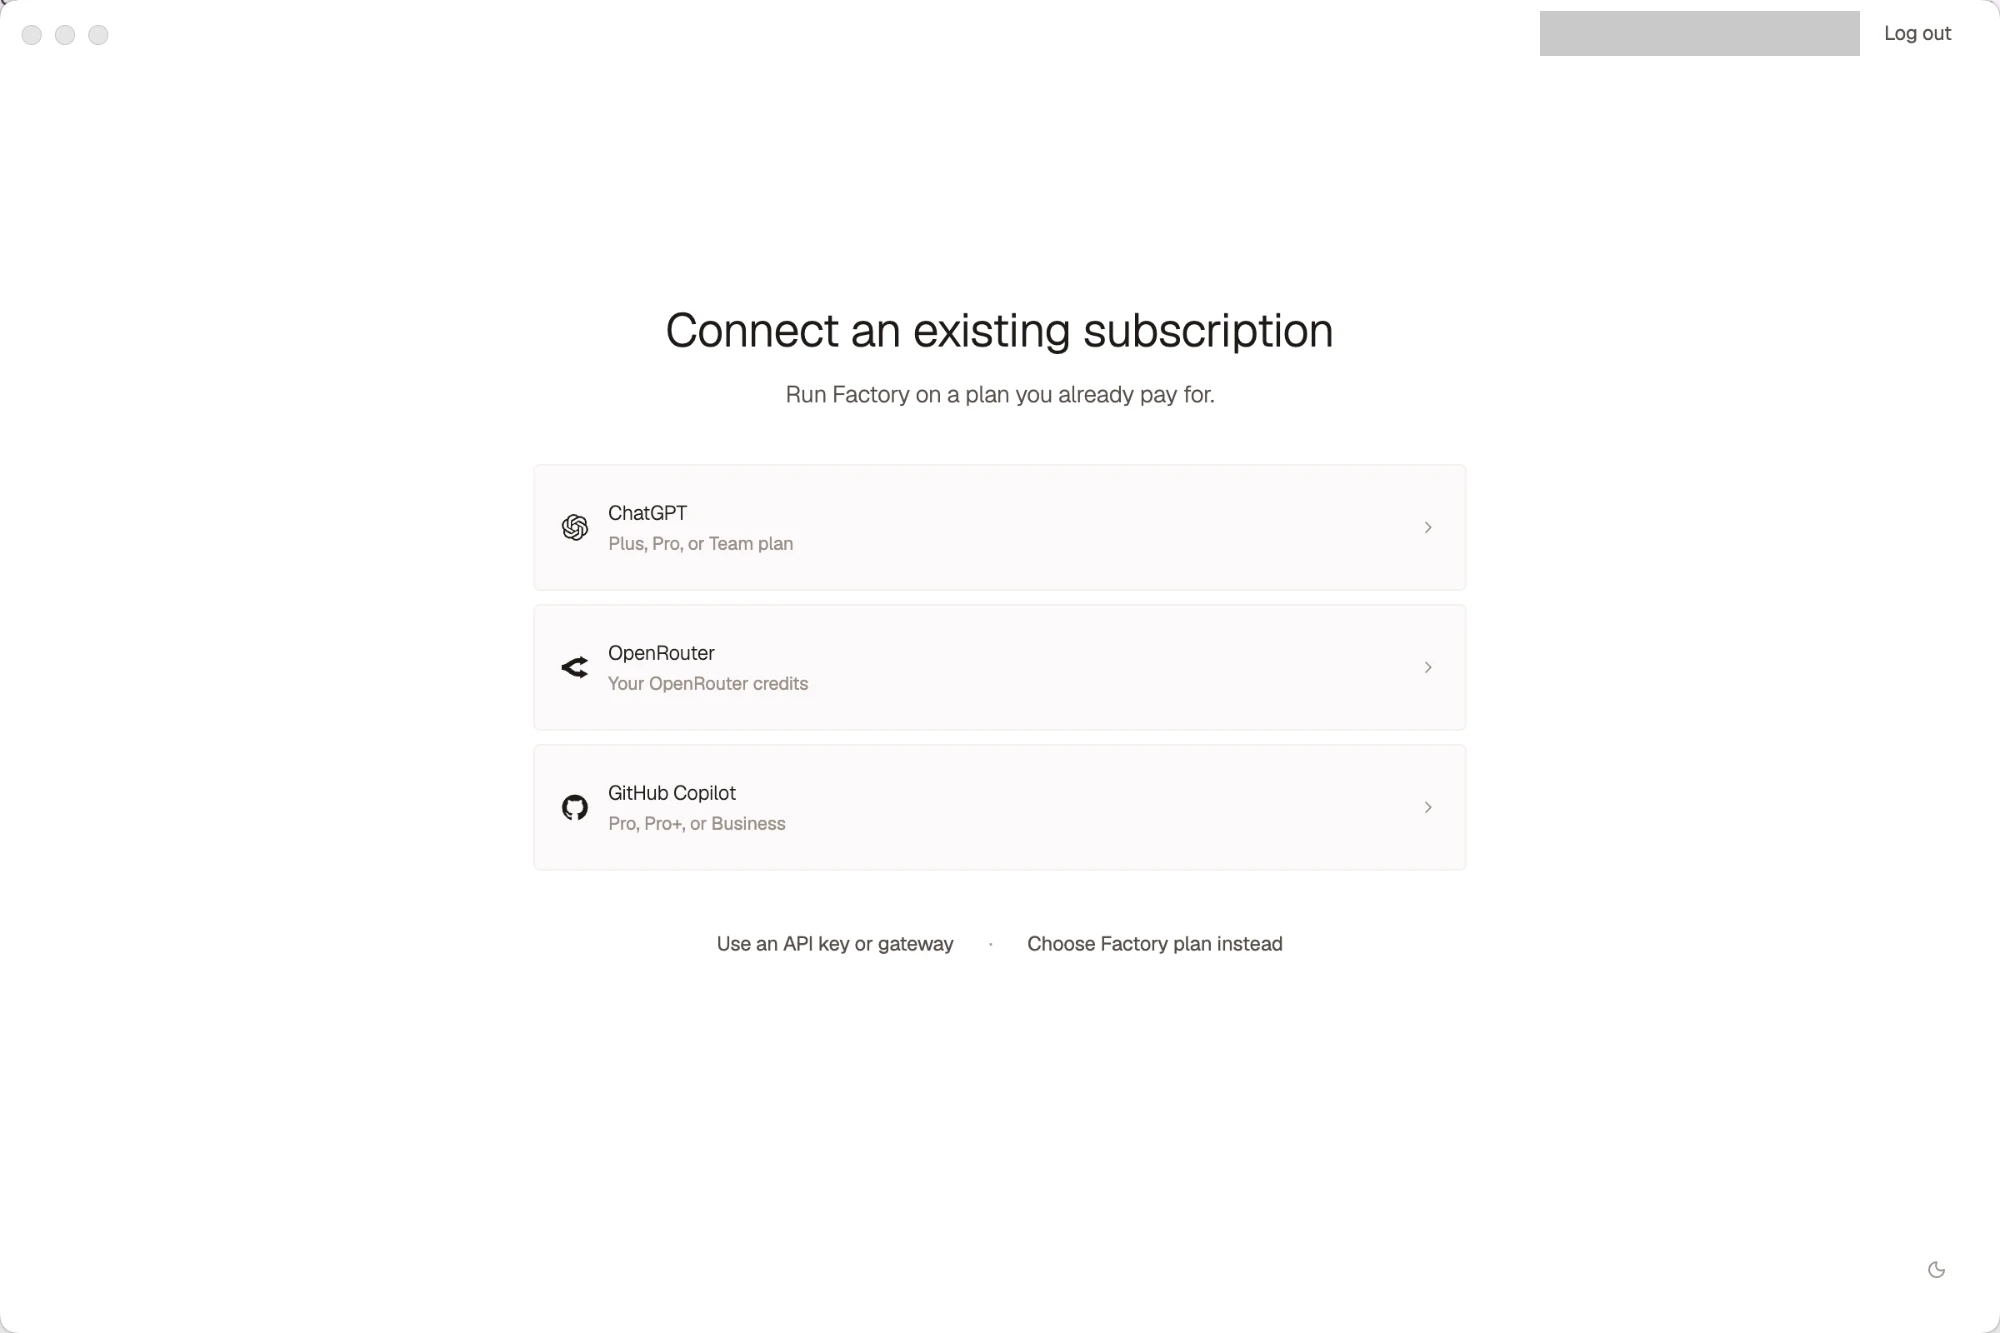 Log out
Connect an existing subscription
Run Factory on a plan you already pay for.
ChatGPT
Plus, Pro, or Team plan
OpenRouter
Your OpenRouter credits
GitHub Copilot
Pro, Pro+, or Business
Use an API key or gateway · Choose Factory plan instead